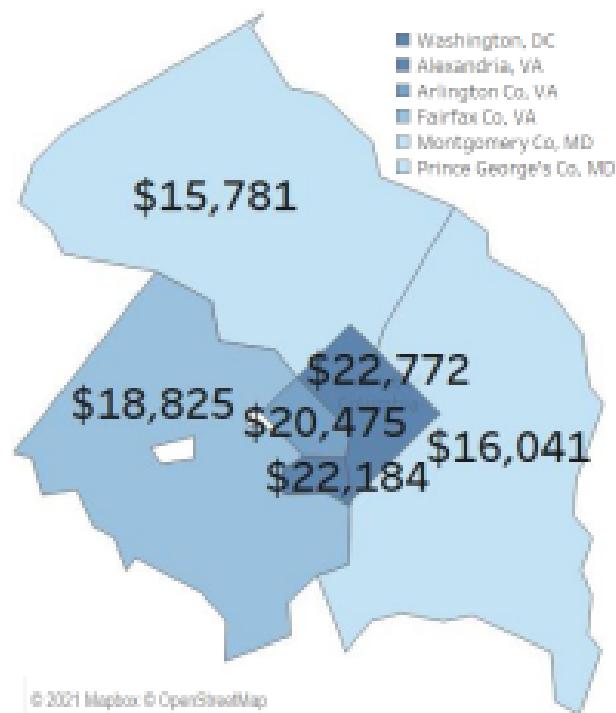 Washington, DC
Alexandria, VA
Arlington Co, VA
Fairfax Co, VA
Montgomery Co, MD
Prince George's Co, MD
$15,781
$22,772
$18,825
$20,475
$16,041
$22,184
© 2021 Mapbox © OpenStreetMap